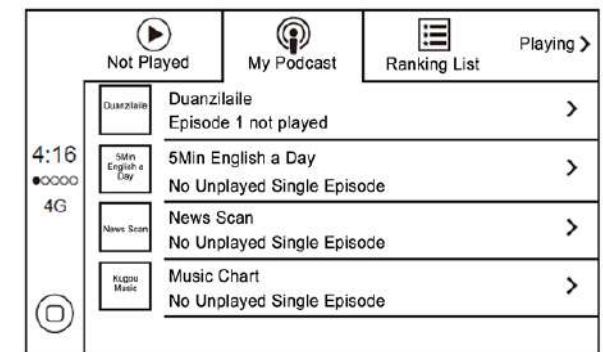 Not Played
My Podcast
Ranking List
Playing >
4:16
4G
Duanzilaile
Duanzilaile
Episode 1 not played
5Min
English a
Day
5Min English a Day
No Unplayed Single Episode
News Scan
News Scan
No Unplayed Single Episode
Kugou
Music
Music Chart
No Unplayed Single Episode